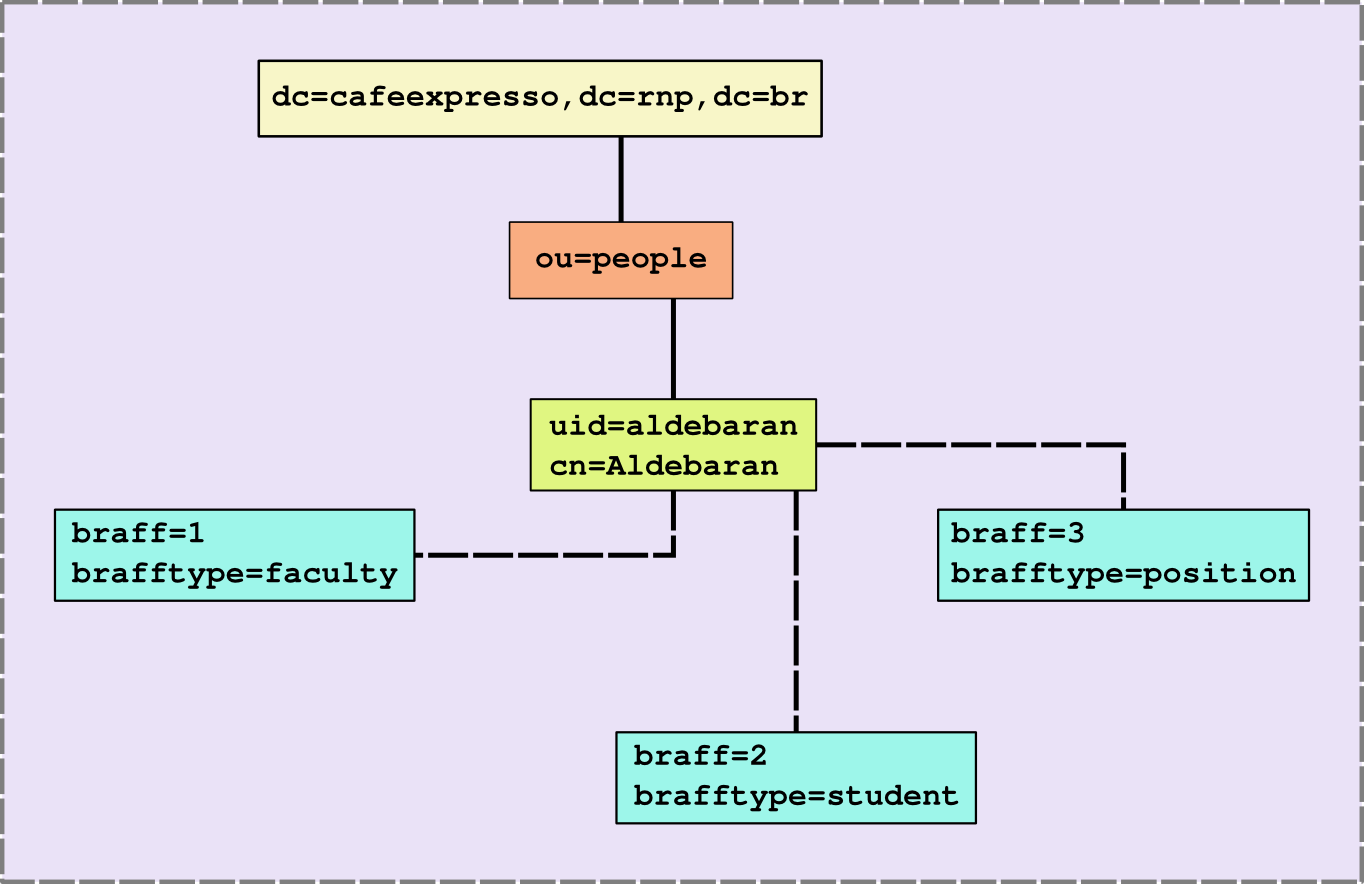 dc=cafeexpresso,dc=rnp,dc=br
ou=people
uid=aldebaran
cn=Aldebaran
braff=1
brafftype=faculty
braff=3
brafftype=position
braff=2
brafftype=student